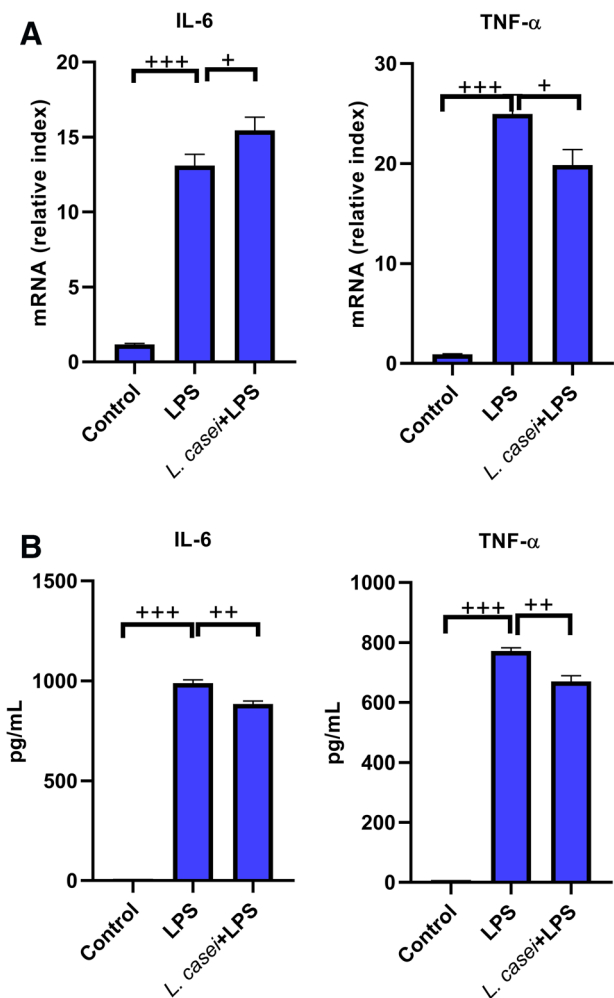 A
IL-6
mRNA (relative index)
20
15
10
5
0
+++
+
Control
LPS
L. casei+LPS
TNF-α
mRNA (relative index)
30
20
10
0
+++
+
Control
LPS
L. casei+LPS
B
IL-6
pg/mL
1500
1000
500
0
+++
++
Control
LPS
L. casei+LPS
TNF-α
pg/mL
1000
800
600
400
200
0
+++
++
Control
LPS
L. casei+LPS